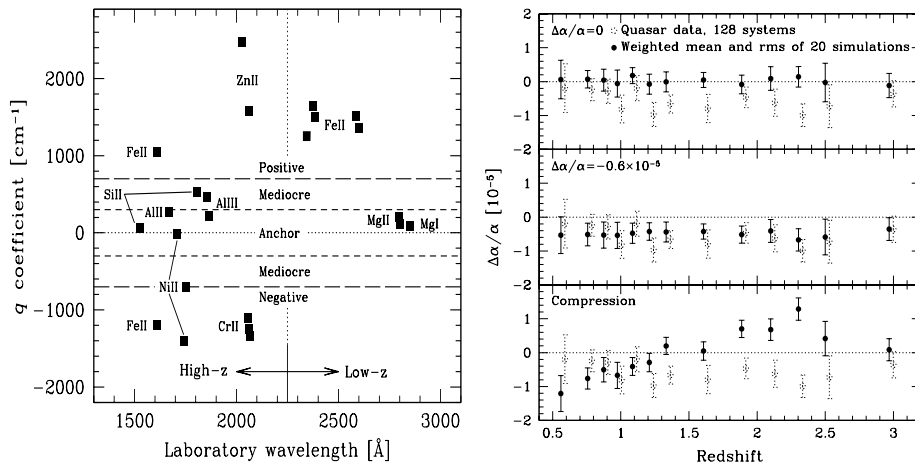 2000
1000
0
−1000
−2000
q coefficient [cm⁻¹]
ZnII
FeII
FeII
Positive
SiII
Mediocre
AlIII
AlII
MgII
MgI
Anchor
Mediocre
NiII
Negative
FeII
CrII
High-z
Low-z
1500
2000
2500
3000
Laboratory wavelength [Å]
Δα/α [10⁻⁵]
2
Δα/α=0
Quasar data, 128 systems
Weighted mean and rms of 20 simulations
1
0
−1
−2
Δα/α=−0.6×10⁻⁵
1
0
−1
−2
Compression
1
0
−1
−2
0.5
1
1.5
2
2.5
3
Redshift